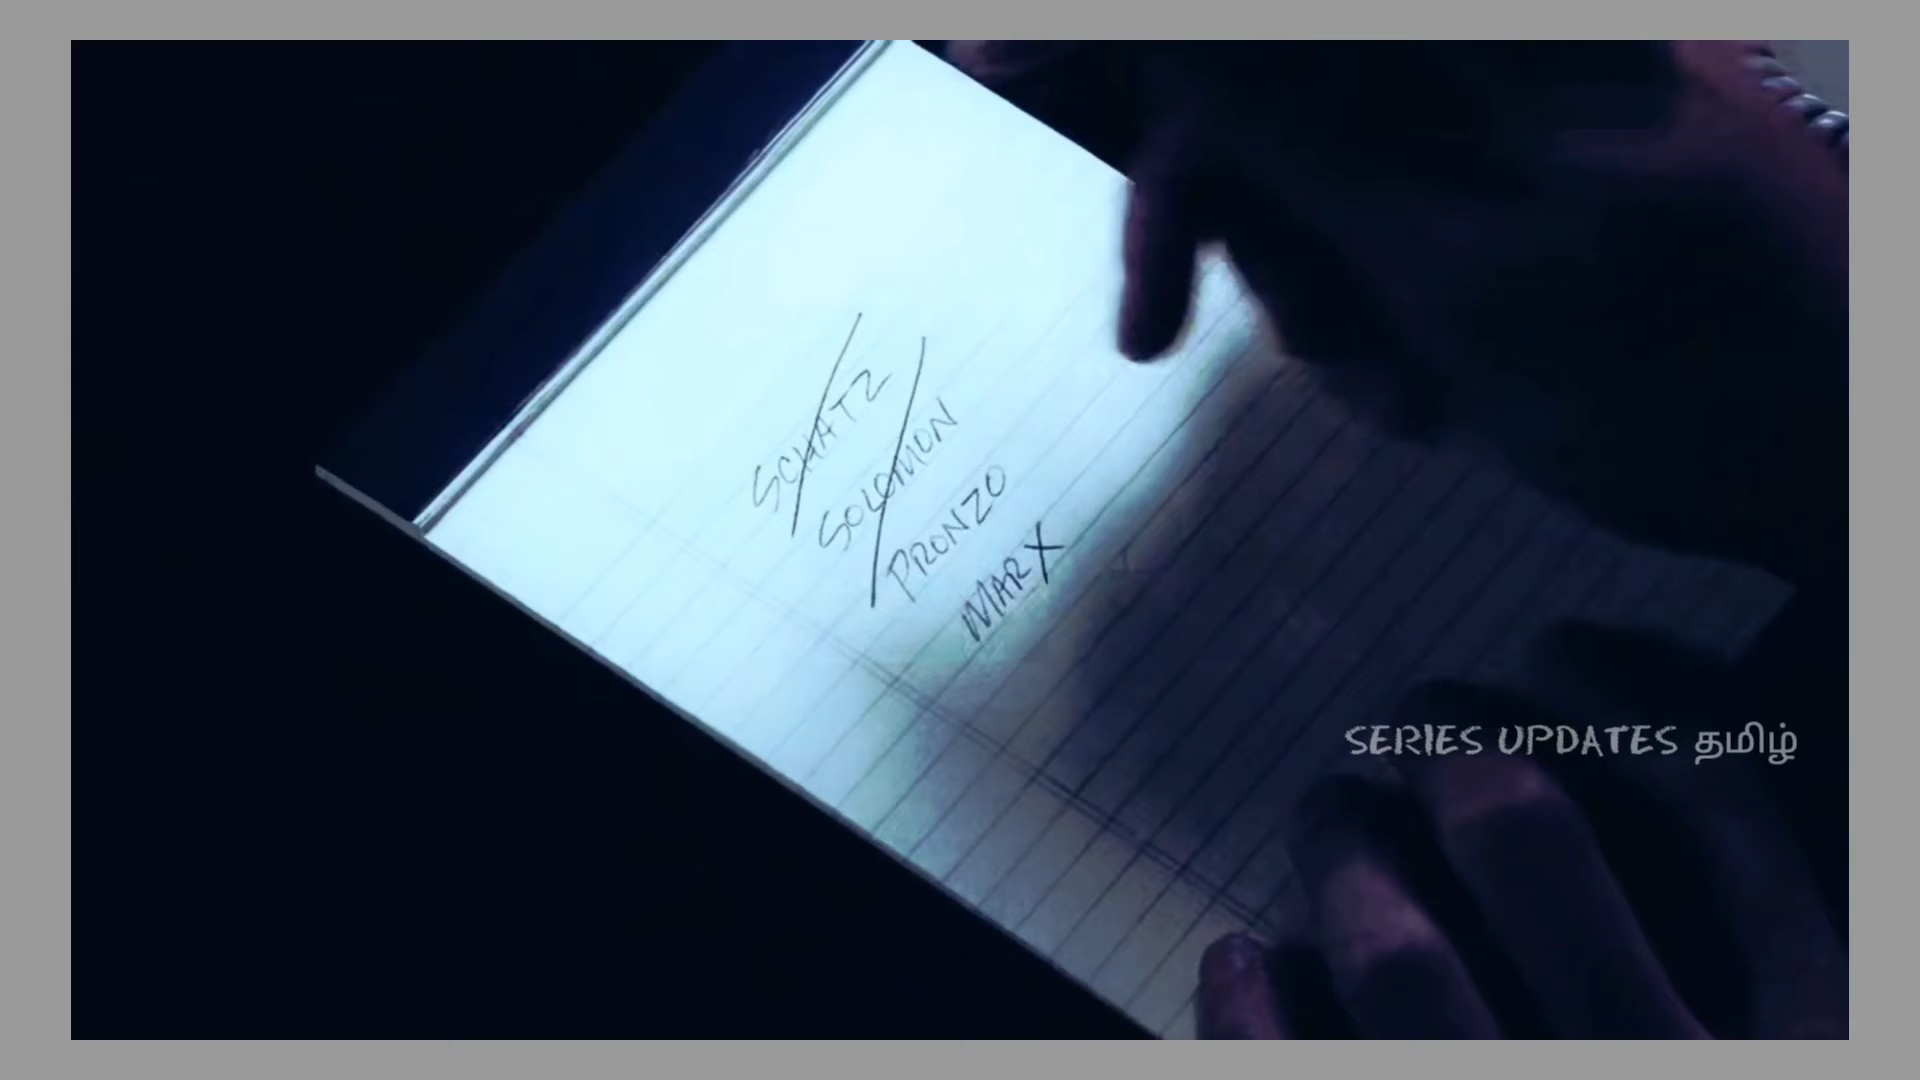 SCHATZ
SOLOMON
PRONZO
MARX
SERIES UPDATES தமிழ்